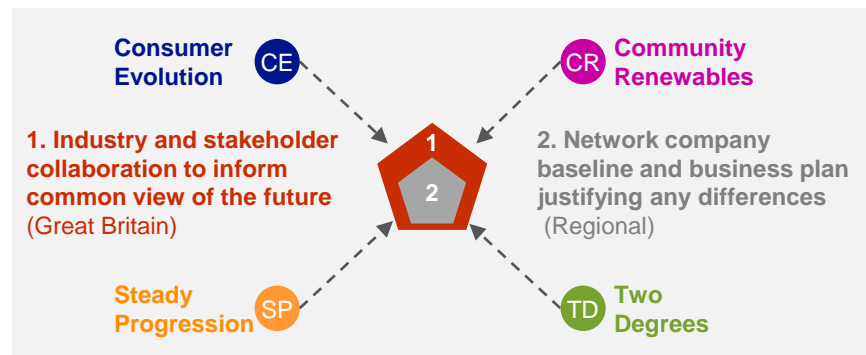 Consumer
Evolution
CE
CR
Community
Renewables
1. Industry and stakeholder
collaboration to inform
common view of the future
(Great Britain)
1
2
2. Network company
baseline and business plan
justifying any differences
(Regional)
Steady
Progression
SP
TD
Two
Degrees